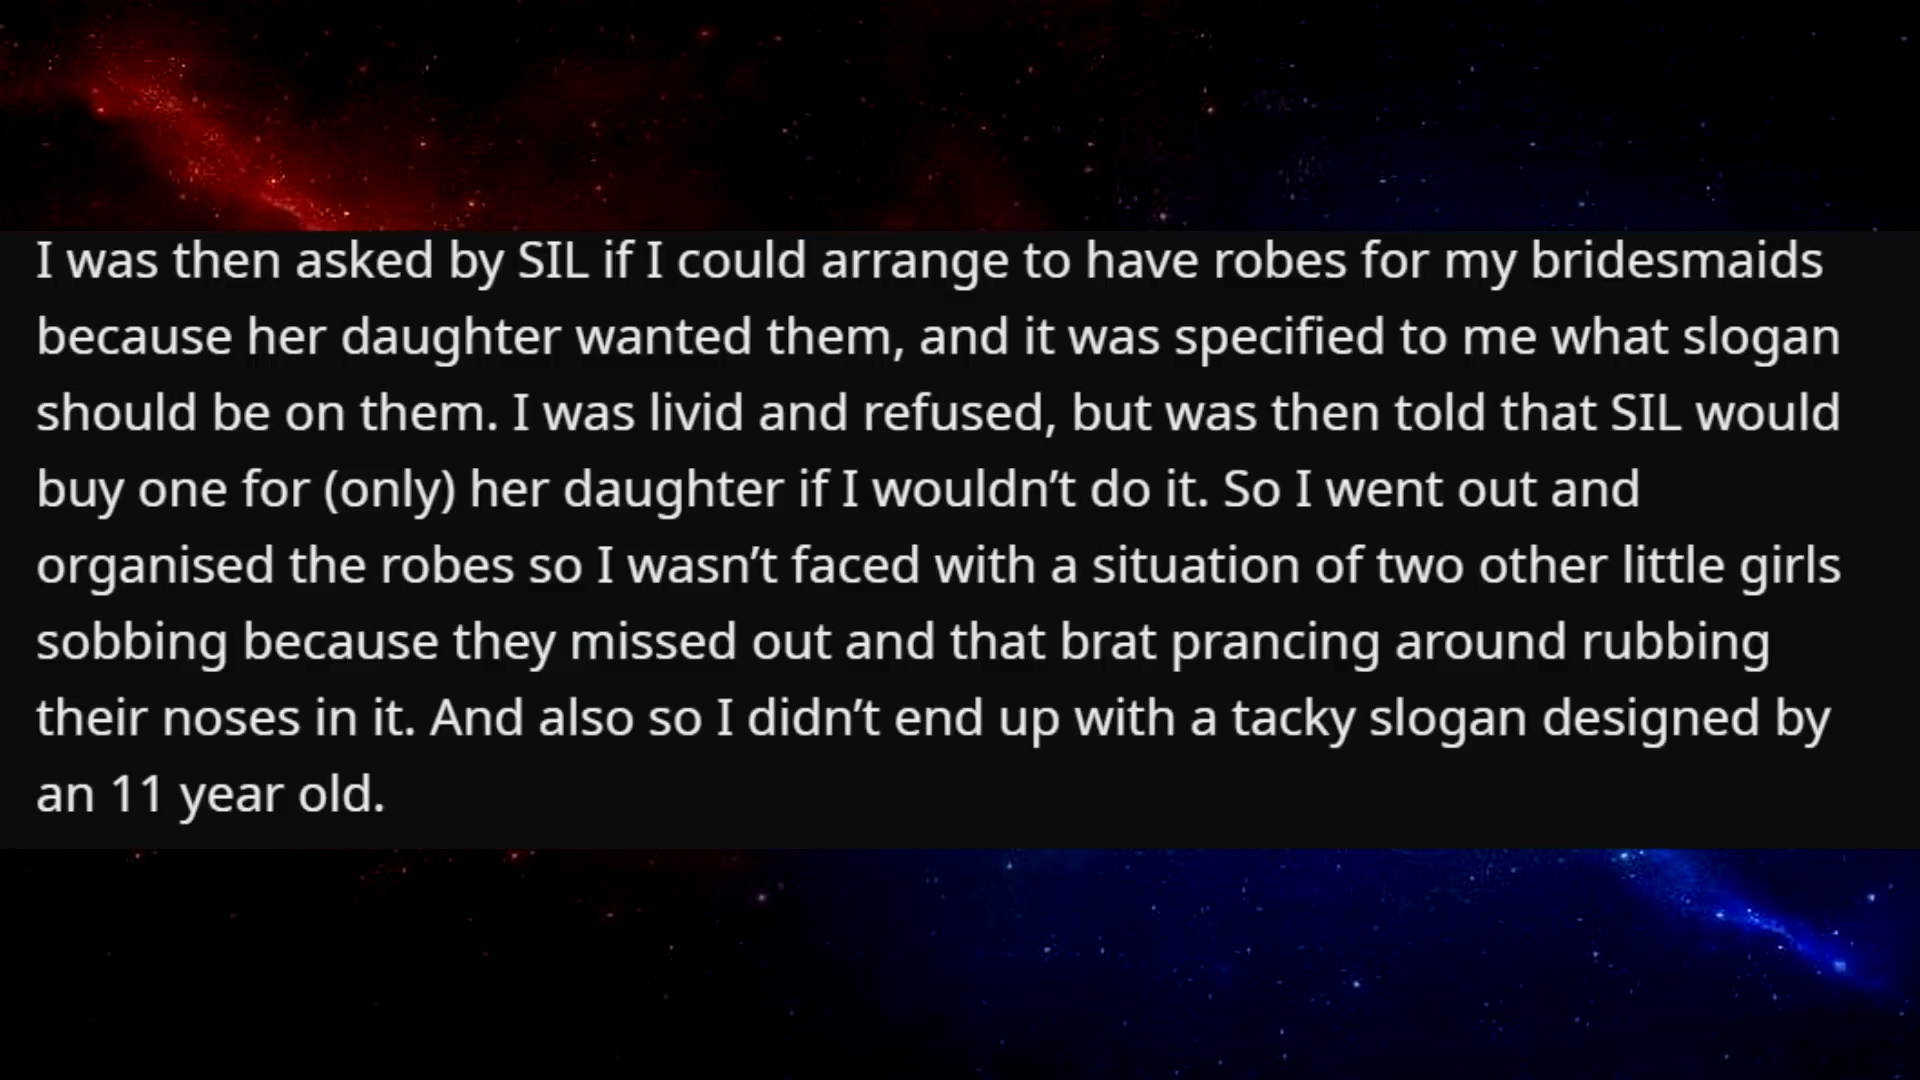 I was then asked by SIL if I could arrange to have robes for my bridesmaids
because her daughter wanted them, and it was specified to me what slogan
should be on them. I was livid and refused, but was then told that SIL would
buy one for (only) her daughter if I wouldn’t do it. So I went out and
organised the robes so I wasn’t faced with a situation of two other little girls
sobbing because they missed out and that brat prancing around rubbing
their noses in it. And also so I didn’t end up with a tacky slogan designed by
an 11 year old.